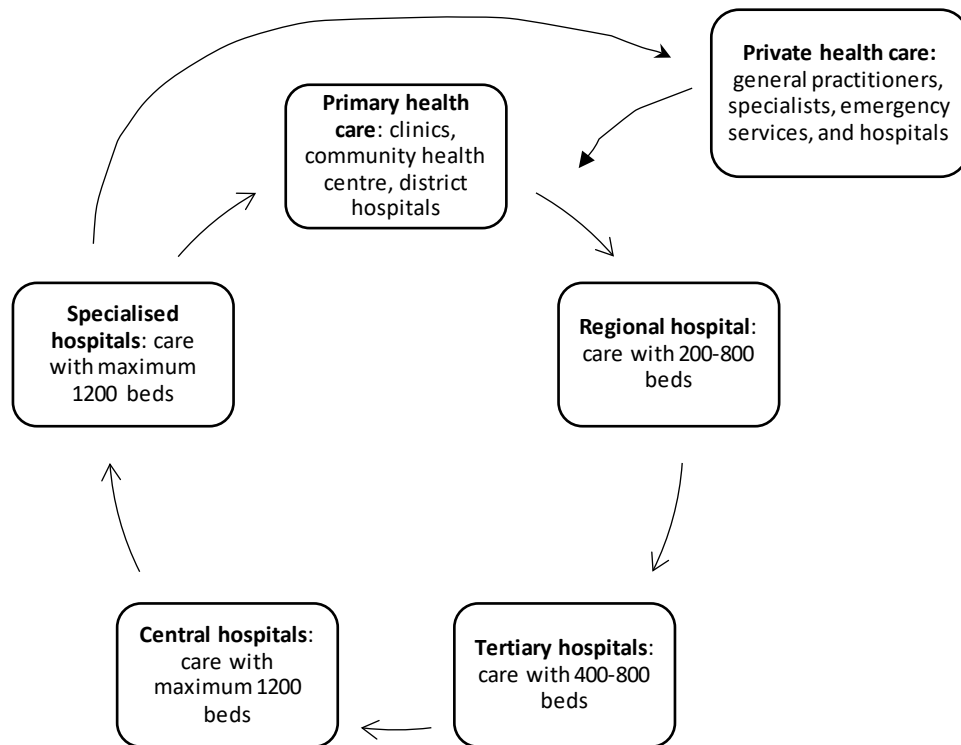 Private health care:
general practitioners,
specialists, emergency
services, and hospitals
Primary health
care: clinics,
community health
centre, district
hospitals
Specialised
hospitals: care
with maximum
1200 beds
Regional hospital:
care with 200-800
beds
Central hospitals:
care with
maximum 1200
beds
Tertiary hospitals:
care with 400-800
beds